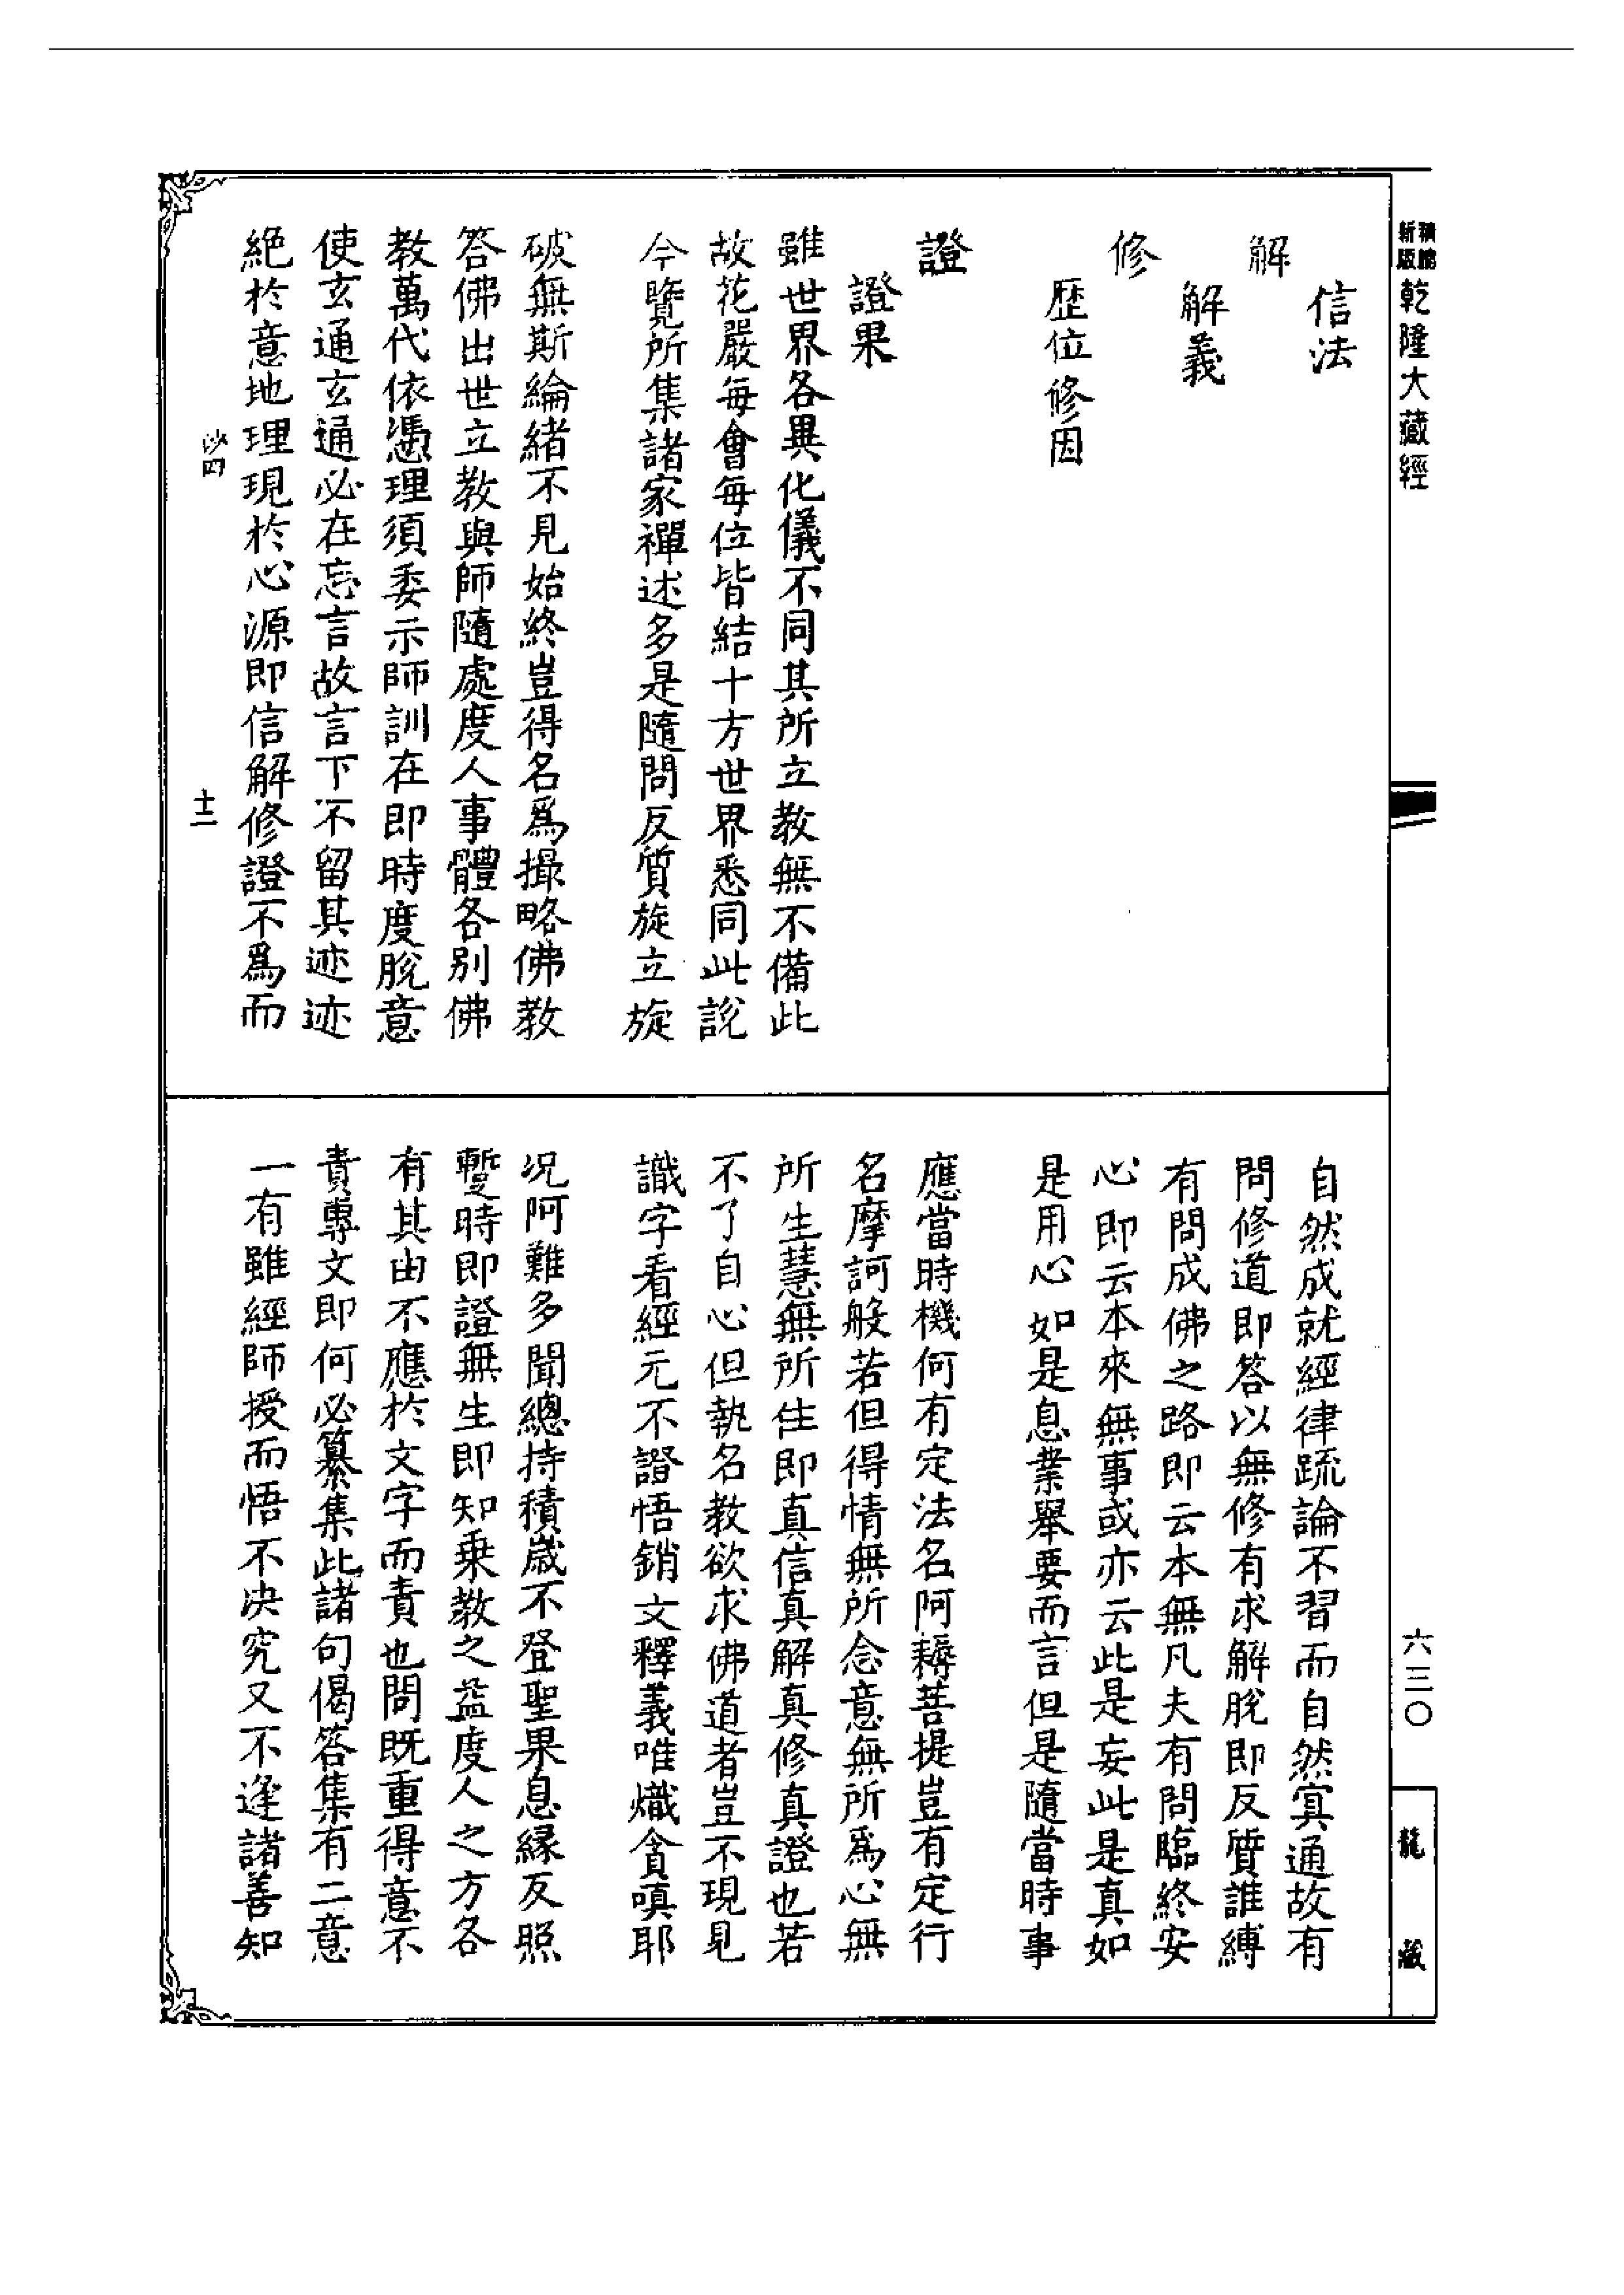 乾隆大藏經
信法
解
解義
修
歷位修因
證
證果
雖世界各異化儀不同其所立教無不備此
故花嚴每會每位皆結十方世界悉同此說
今覽所集諸家禪述多是隨問反質旋立旋
破無斯綸緒不見始終豈得名爲撮略佛教
答佛出世立教與師隨處度人事體各別佛
教萬代依憑理須委示師訓在即時度脫意
使玄通玄通必在忘言故言下不留其迹迹
絕於意地理現於心源即信解修證不爲而
沙四
十二
自然成就經律疏論不習而自然冥通故有
問修道即答以無修有求解脫即反質誰縛
有問成佛之路即云本無凡夫有問臨終安
心即云本來無事或亦云此是妄此是真如
是用心如是息業舉要而言但是隨當時事
應當時機何有定法名阿耨菩提豈有定行
名摩訶般若但得情無所念意無所爲心無
所生慧無所住即真信真解真修真證也若
不了自心但執名教欲求佛道者豈不現見
識字看經元不證悟銷文釋義唯熾貪嗔耶
況阿難多聞總持積歲不登聖果息緣反照
暫時即證無生即知乘教之益度人之方各
有其由不應於文字而責也問既重得意不
責專文即何必纂集此諸句偈答集有二意
一有雖經師授而悟不決究又不逢諸善知
六三〇
龍藏